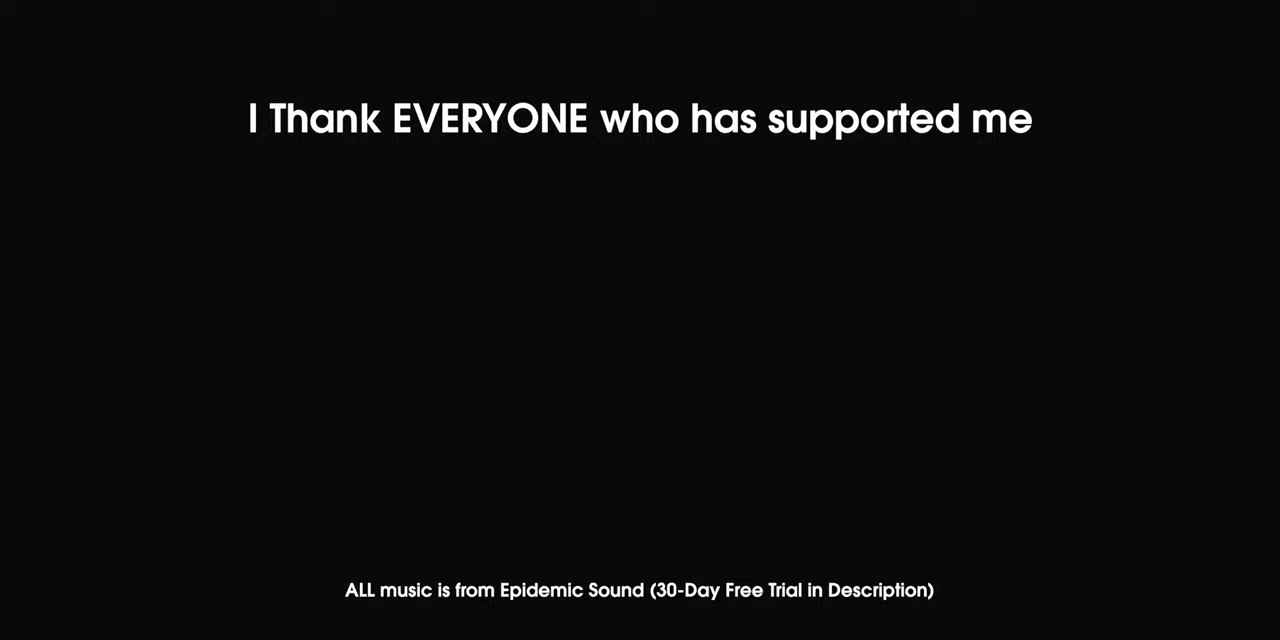 I Thank EVERYONE who has supported me
ALL music is from Epidemic Sound (30-Day Free Trial in Description)